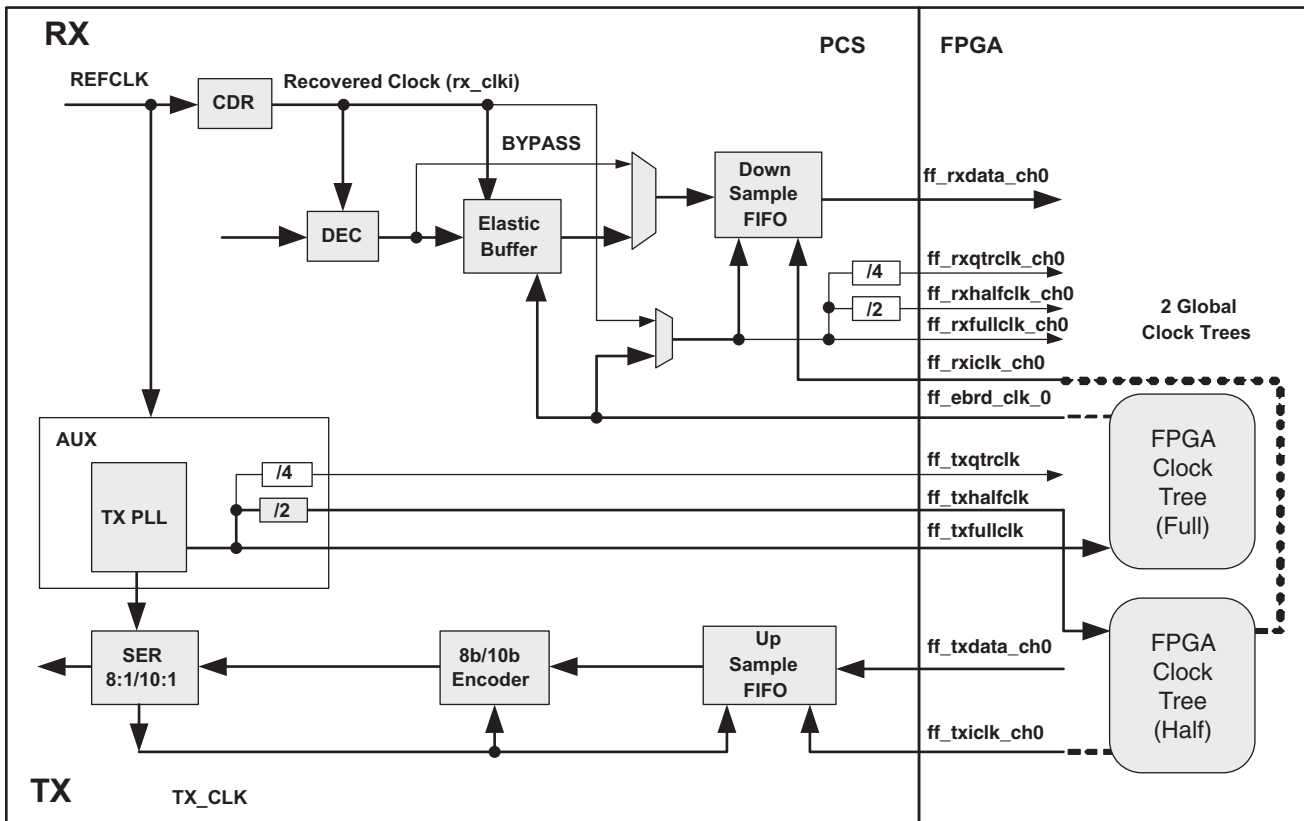 RX
PCS
FPGA
REFCLK
CDR
Recovered Clock (rx_clki)
BYPASS
DEC
Elastic
Buffer
Down
Sample
FIFO
ff_rxdata_ch0
/4
ff_rxqtrclk_ch0
/2
ff_rxhalfclk_ch0
ff_rxfullclk_ch0
2 Global
Clock Trees
ff_rxiclk_ch0
ff_ebrd_clk_0
AUX
TX PLL
/4
/2
ff_txqtrclk
ff_txhalfclk
ff_txfullclk
FPGA
Clock
Tree
(Full)
SER
8:1/10:1
8b/10b
Encoder
Up
Sample
FIFO
ff_txdata_ch0
ff_txiclk_ch0
FPGA
Clock
Tree
(Half)
TX
TX_CLK